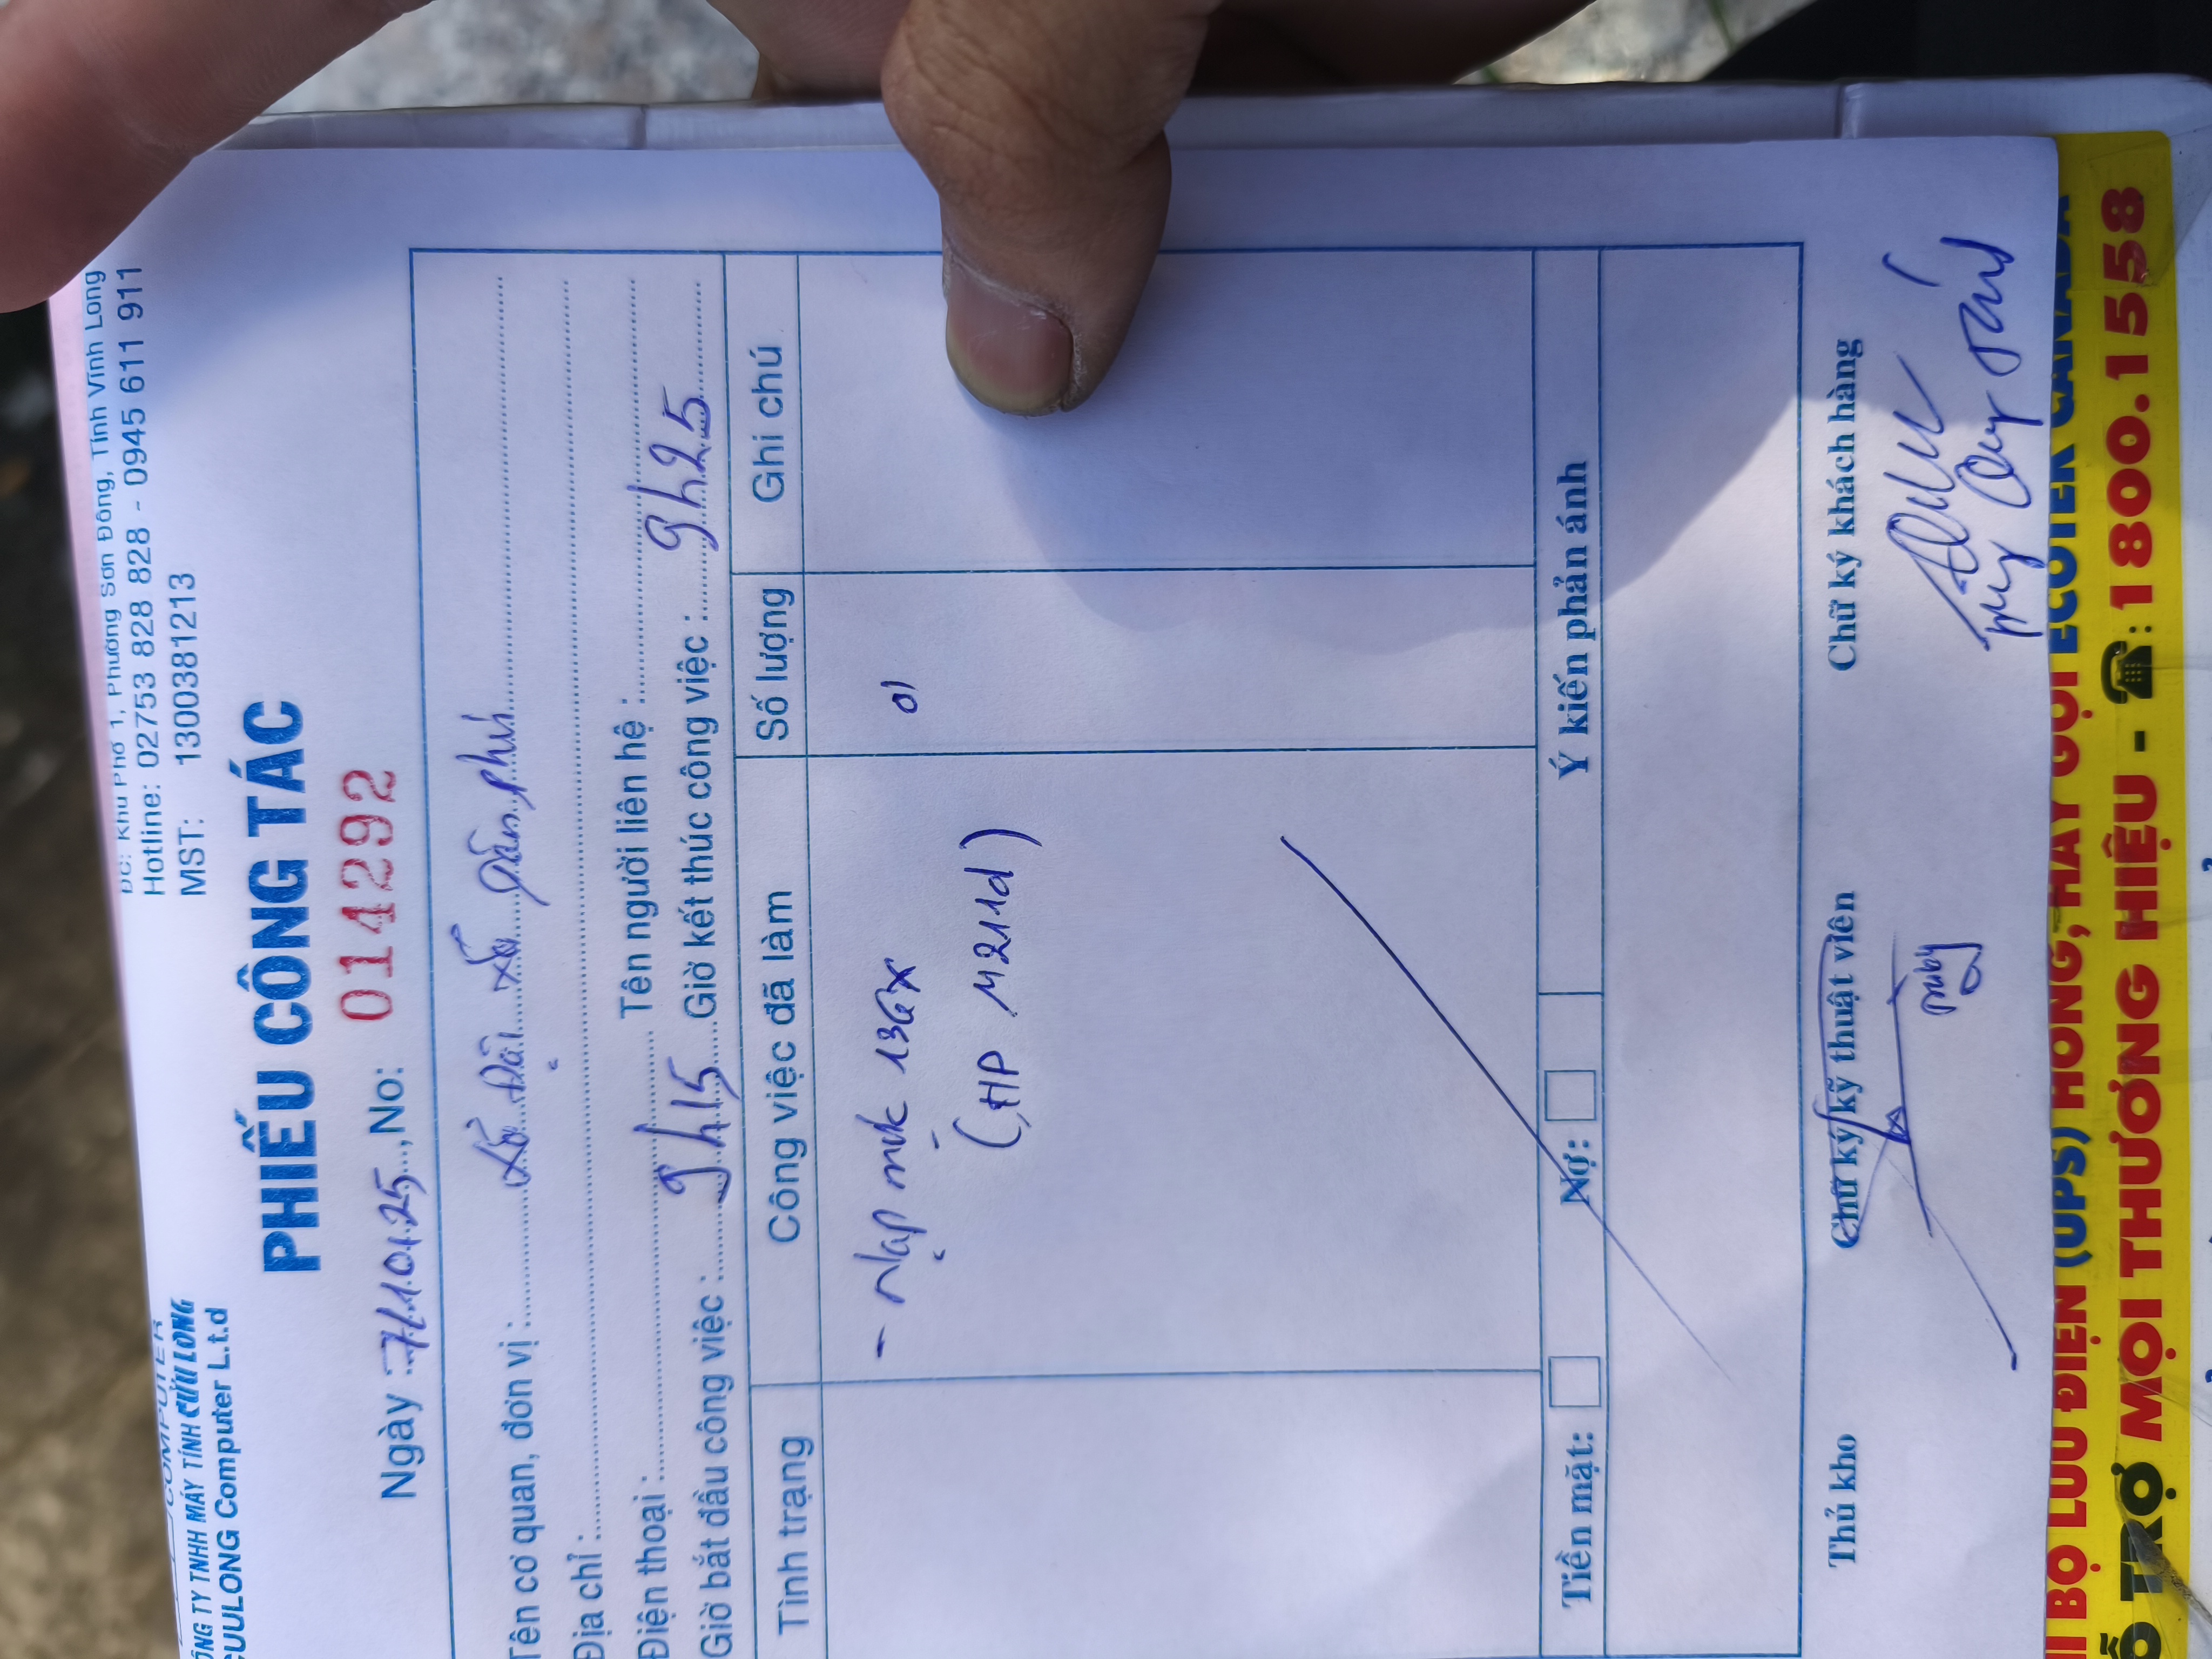 COMPUTER
CÔNG TY TNHH MÁY TÍNH CỬU LONG
CUULONG Computer L.t.d
ĐC: Khu Phố 1, Phường Sơn Đông, Tỉnh Vĩnh Long
Hotline: 02753 828 828 - 0945 611 911
MST: 1300381213
PHIẾU CÔNG TÁC
Ngày: 7/10/25, No: 014292
Tên cơ quan, đơn vị: xã
Địa chỉ:
Điện thoại: Tên người liên hệ:
Giờ bắt đầu công việc: 9h15 Giờ kết thúc công việc: 9h25
Tình trạng Công việc đã làm Số lượng Ghi chú
- Nạp mực 136x 01
(HP M211d)
Tiền mặt: Nợ: Ý kiến phản ánh
Thủ kho Chữ ký kỹ thuật viên Chữ ký khách hàng
BỘ LƯU ĐIỆN (UPS) HỎNG, HÃY GỌI ECOTEK CANADA
TRỢ MỌI THƯƠNG HIỆU - ☎: 1800.1558